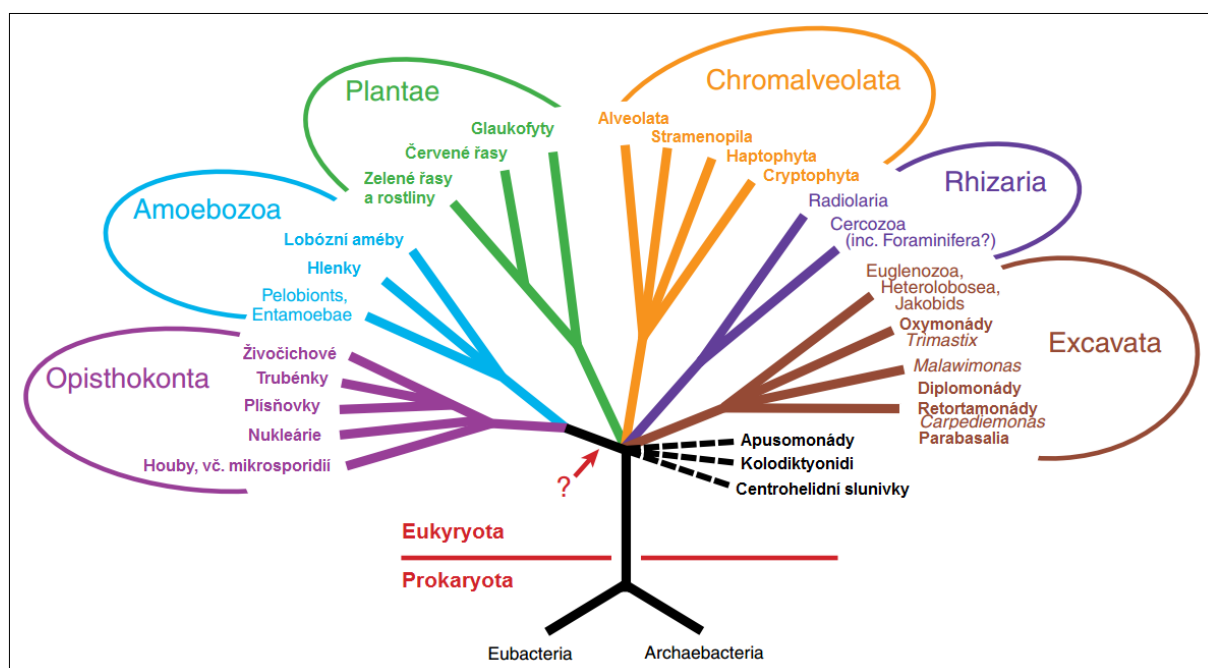 Plantae
Glaukofyty
Červené řasy
Zelené řasy
a rostliny
Chromalveolata
Alveolata
Stramenopila
Haptophyta
Cryptophyta
Rhizaria
Radiolaria
Cercozoa
(inc. Foraminifera?)
Amoebozoa
Lobózní améby
Hlenky
Pelobionts,
Entamoebae
Excavata
Euglenozoa,
Heterolobosea,
Jakobids
Oxymonády
Trimastix
Malawimonas
Diplomonády
Retortamonády
Carpediemonas
Parabasalia
Opisthokonta
Živočichové
Trubénky
Plísňovky
Nukleárie
Houby, vč. mikrosporidií
Apusomonády
Kolodiktyonidi
Centrohelidní slunivky
?
Eukyryota
Prokaryota
Eubacteria
Archaebacteria